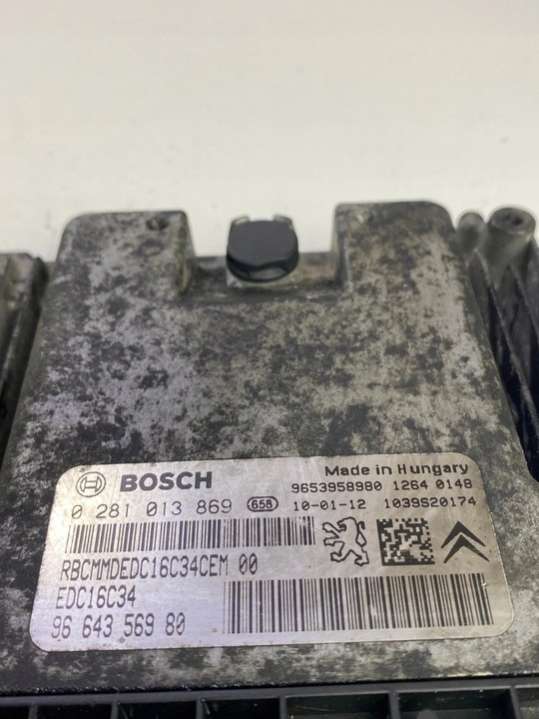 BOSCH Made in Hungary
9653958980 1264 0148
0 281 013 869 658 10-01-12 1039S20174
RBCMMDEDC16C34CEM 00
EDC16C34
96 643 569 80